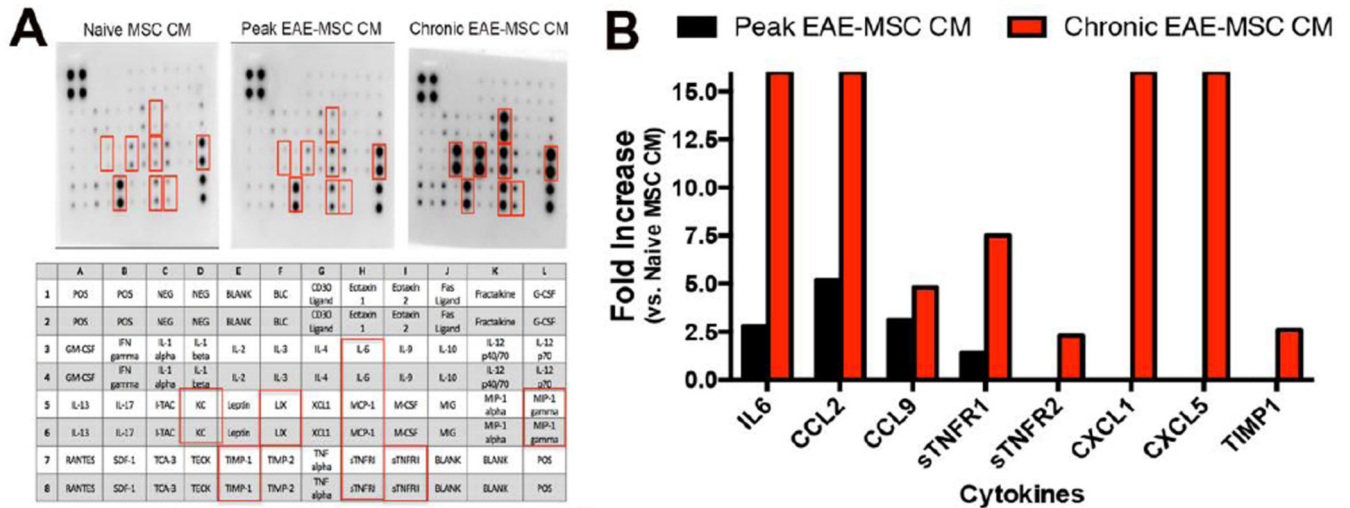 A
Naive MSC CM
Peak EAE-MSC CM
Chronic EAE-MSC CM
A B C D E F G H I J K L
1 POS POS NEG NEG BLANK BLC CD30 Ligand Eotaxin 1 Eotaxin 2 Fas Ligand Fractalkine G-CSF
2 POS POS NEG NEG BLANK BLC CD30 Ligand Eotaxin 1 Eotaxin 2 Fas Ligand Fractalkine G-CSF
3 GM-CSF IFN gamma IL-1 alpha IL-1 beta IL-2 IL-3 IL-4 IL-6 IL-9 IL-10 IL-12 p40/70 IL-12 p70
4 GM-CSF IFN gamma IL-1 alpha IL-1 beta IL-2 IL-3 IL-4 IL-6 IL-9 IL-10 IL-12 p40/70 IL-12 p70
5 IL-13 IL-17 I-TAC KC Leptin LIX XCL1 MCP-1 M-CSF MIG MIP-1 alpha MIP-1 gamma
6 IL-13 IL-17 I-TAC KC Leptin LIX XCL1 MCP-1 M-CSF MIG MIP-1 alpha MIP-1 gamma
7 RANTES SDF-1 TCA-3 TECK TIMP-1 TIMP-2 TNF alpha sTNFRI sTNFRII BLANK BLANK POS
8 RANTES SDF-1 TCA-3 TECK TIMP-1 TIMP-2 TNF alpha sTNFRI sTNFRII BLANK BLANK POS
B
Peak EAE-MSC CM
Chronic EAE-MSC CM
Fold Increase
(vs. Naive MSC CM)
15.0
12.5
10.0
7.5
5.0
2.5
0.0
IL6
CCL2
CCL9
sTNFR1
sTNFR2
CXCL1
CXCL5
TIMP1
Cytokines